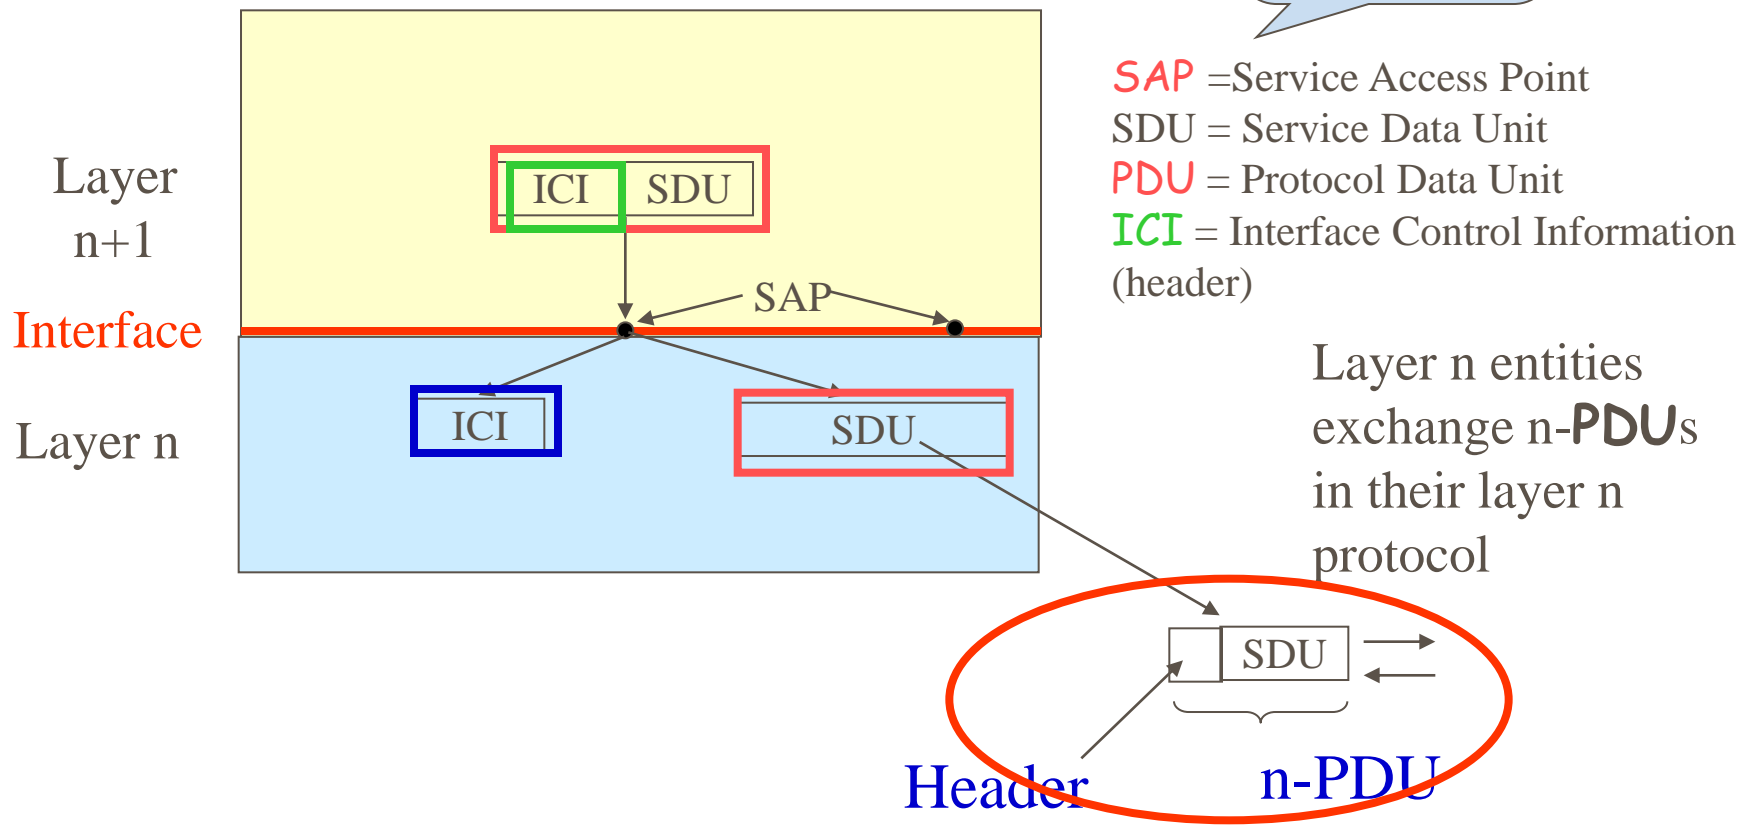 SAP =Service Access Point
SDU = Service Data Unit
PDU = Protocol Data Unit
ICI = Interface Control Information
(header)
Layer
n+1
ICI SDU
SAP
Interface
Layer n
ICI
SDU
Layer n entities
exchange n-PDUs
in their layer n
protocol
SDU
Header
n-PDU